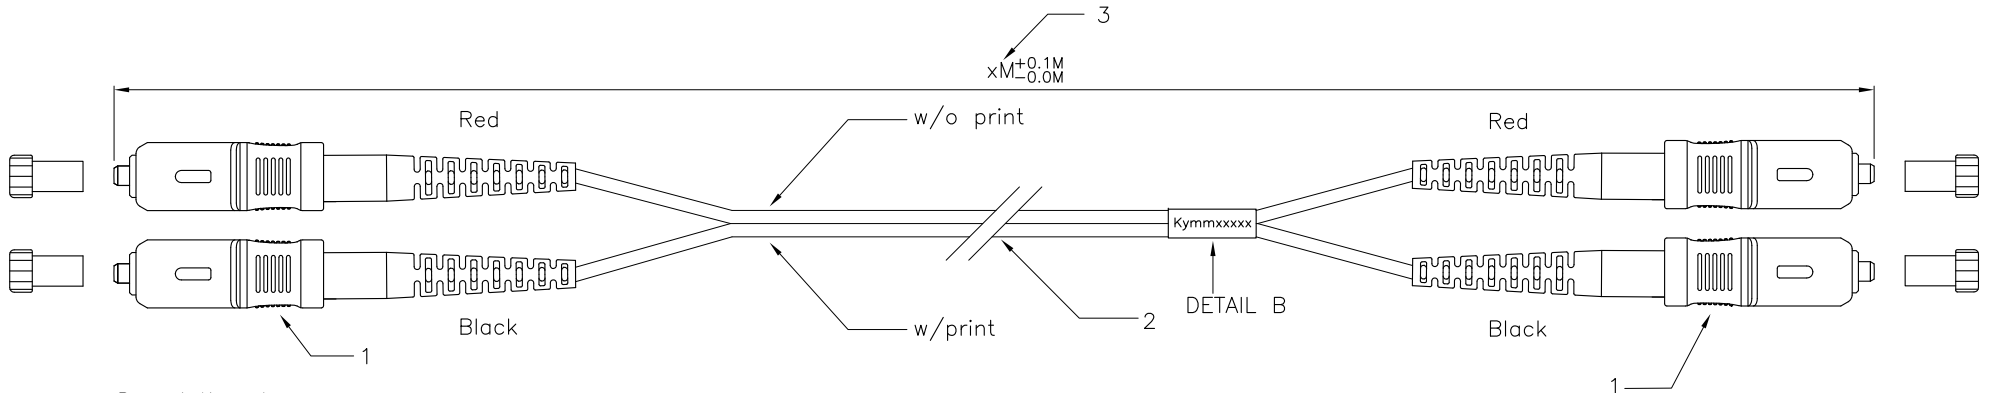 3
xM+0.1M
-0.0M
Red
w/o print
Red
Kymmxxxxx
DETAIL B
2
Black
w/print
Black
1
1